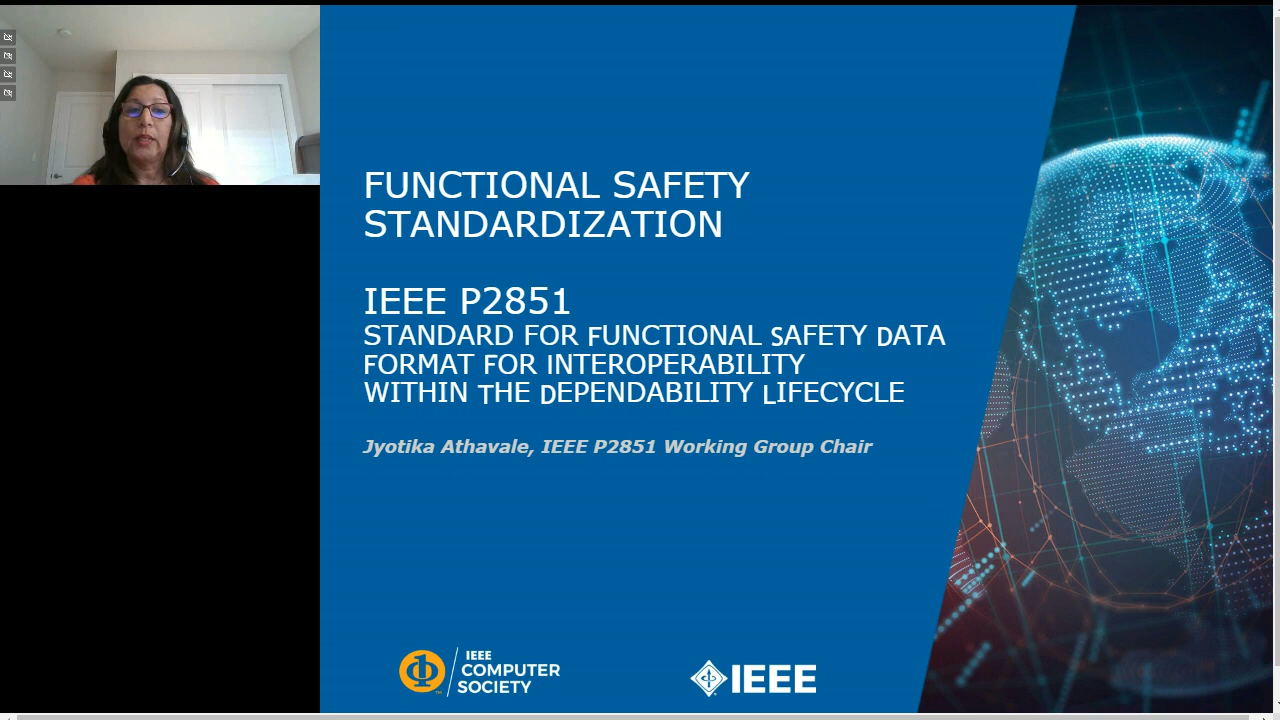 FUNCTIONAL SAFETY
STANDARDIZATION
IEEE P2851
STANDARD FOR FUNCTIONAL SAFETY DATA
FORMAT FOR INTEROPERABILITY
WITHIN THE DEPENDABILITY LIFECYCLE
Jyotika Athavale, IEEE P2851 Working Group Chair
IEEE
COMPUTER
SOCIETY
IEEE